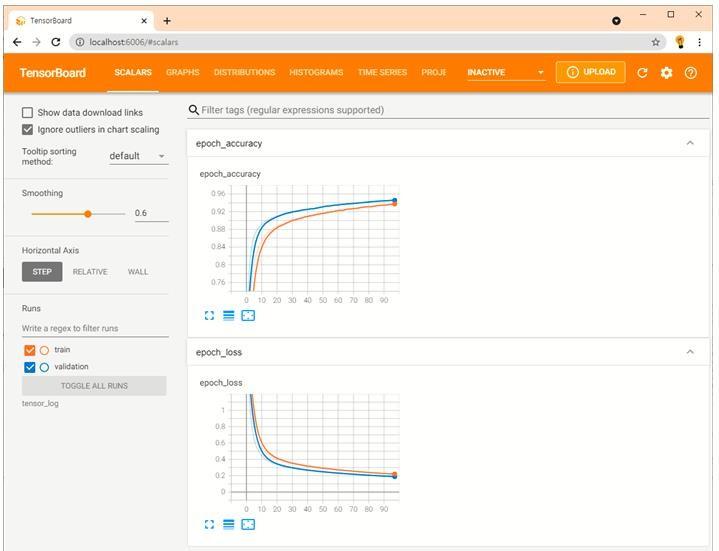 TensorBoard
localhost:6006/#scalars
TensorBoard SCALARS GRAPHS DISTRIBUTIONS HISTOGRAMS TIME SERIES PROJE INACTIVE UPLOAD
Show data download links
Ignore outliers in chart scaling
Tooltip sorting
method: default
Smoothing
0.6
Horizontal Axis
STEP RELATIVE WALL
Runs
Write a regex to filter runs
train
validation
TOGGLE ALL RUNS
tensor_log
Filter tags (regular expressions supported)
epoch_accuracy
epoch_accuracy
0.96
0.92
0.88
0.84
0.8
0.76
0 10 20 30 40 50 60 70 80 90
epoch_loss
epoch_loss
1
0.8
0.6
0.4
0.2
0
0 10 20 30 40 50 60 70 80 90